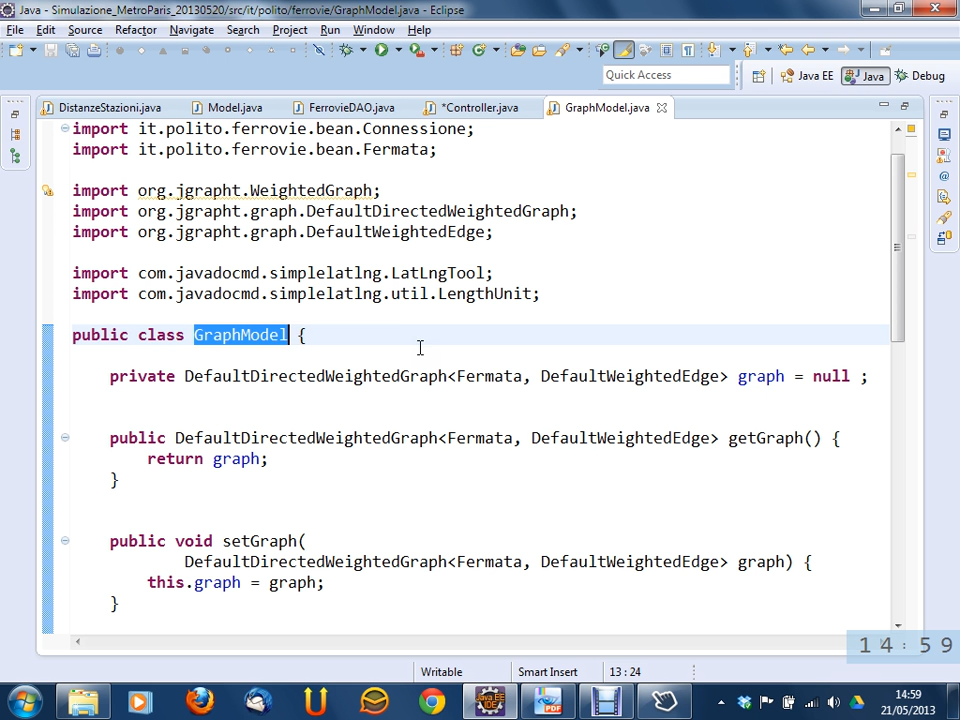 Java - Simulazione_MetroParis_20130520/src/it/polito/ferrovie/GraphModel.java - Eclipse
File Edit Source Refactor Navigate Search Project Run Window Help
Quick Access
Java EE Java Debug
DistanzeStazioni.java Model.java FerrovieDAO.java *Controller.java GraphModel.java
import it.polito.ferrovie.bean.Connessione;
import it.polito.ferrovie.bean.Fermata;
import org.jgrapht.WeightedGraph;
import org.jgrapht.graph.DefaultDirectedWeightedGraph;
import org.jgrapht.graph.DefaultWeightedEdge;
import com.javadocmd.simplelatlng.LatLngTool;
import com.javadocmd.simplelatlng.util.LengthUnit;
public class GraphModel {
private DefaultDirectedWeightedGraph<Fermata, DefaultWeightedEdge> graph = null ;
public DefaultDirectedWeightedGraph<Fermata, DefaultWeightedEdge> getGraph() {
return graph;
}
public void setGraph(
DefaultDirectedWeightedGraph<Fermata, DefaultWeightedEdge> graph) {
this.graph = graph;
}
14:59
Writable Smart Insert 13 : 24
14:59
21/05/2013